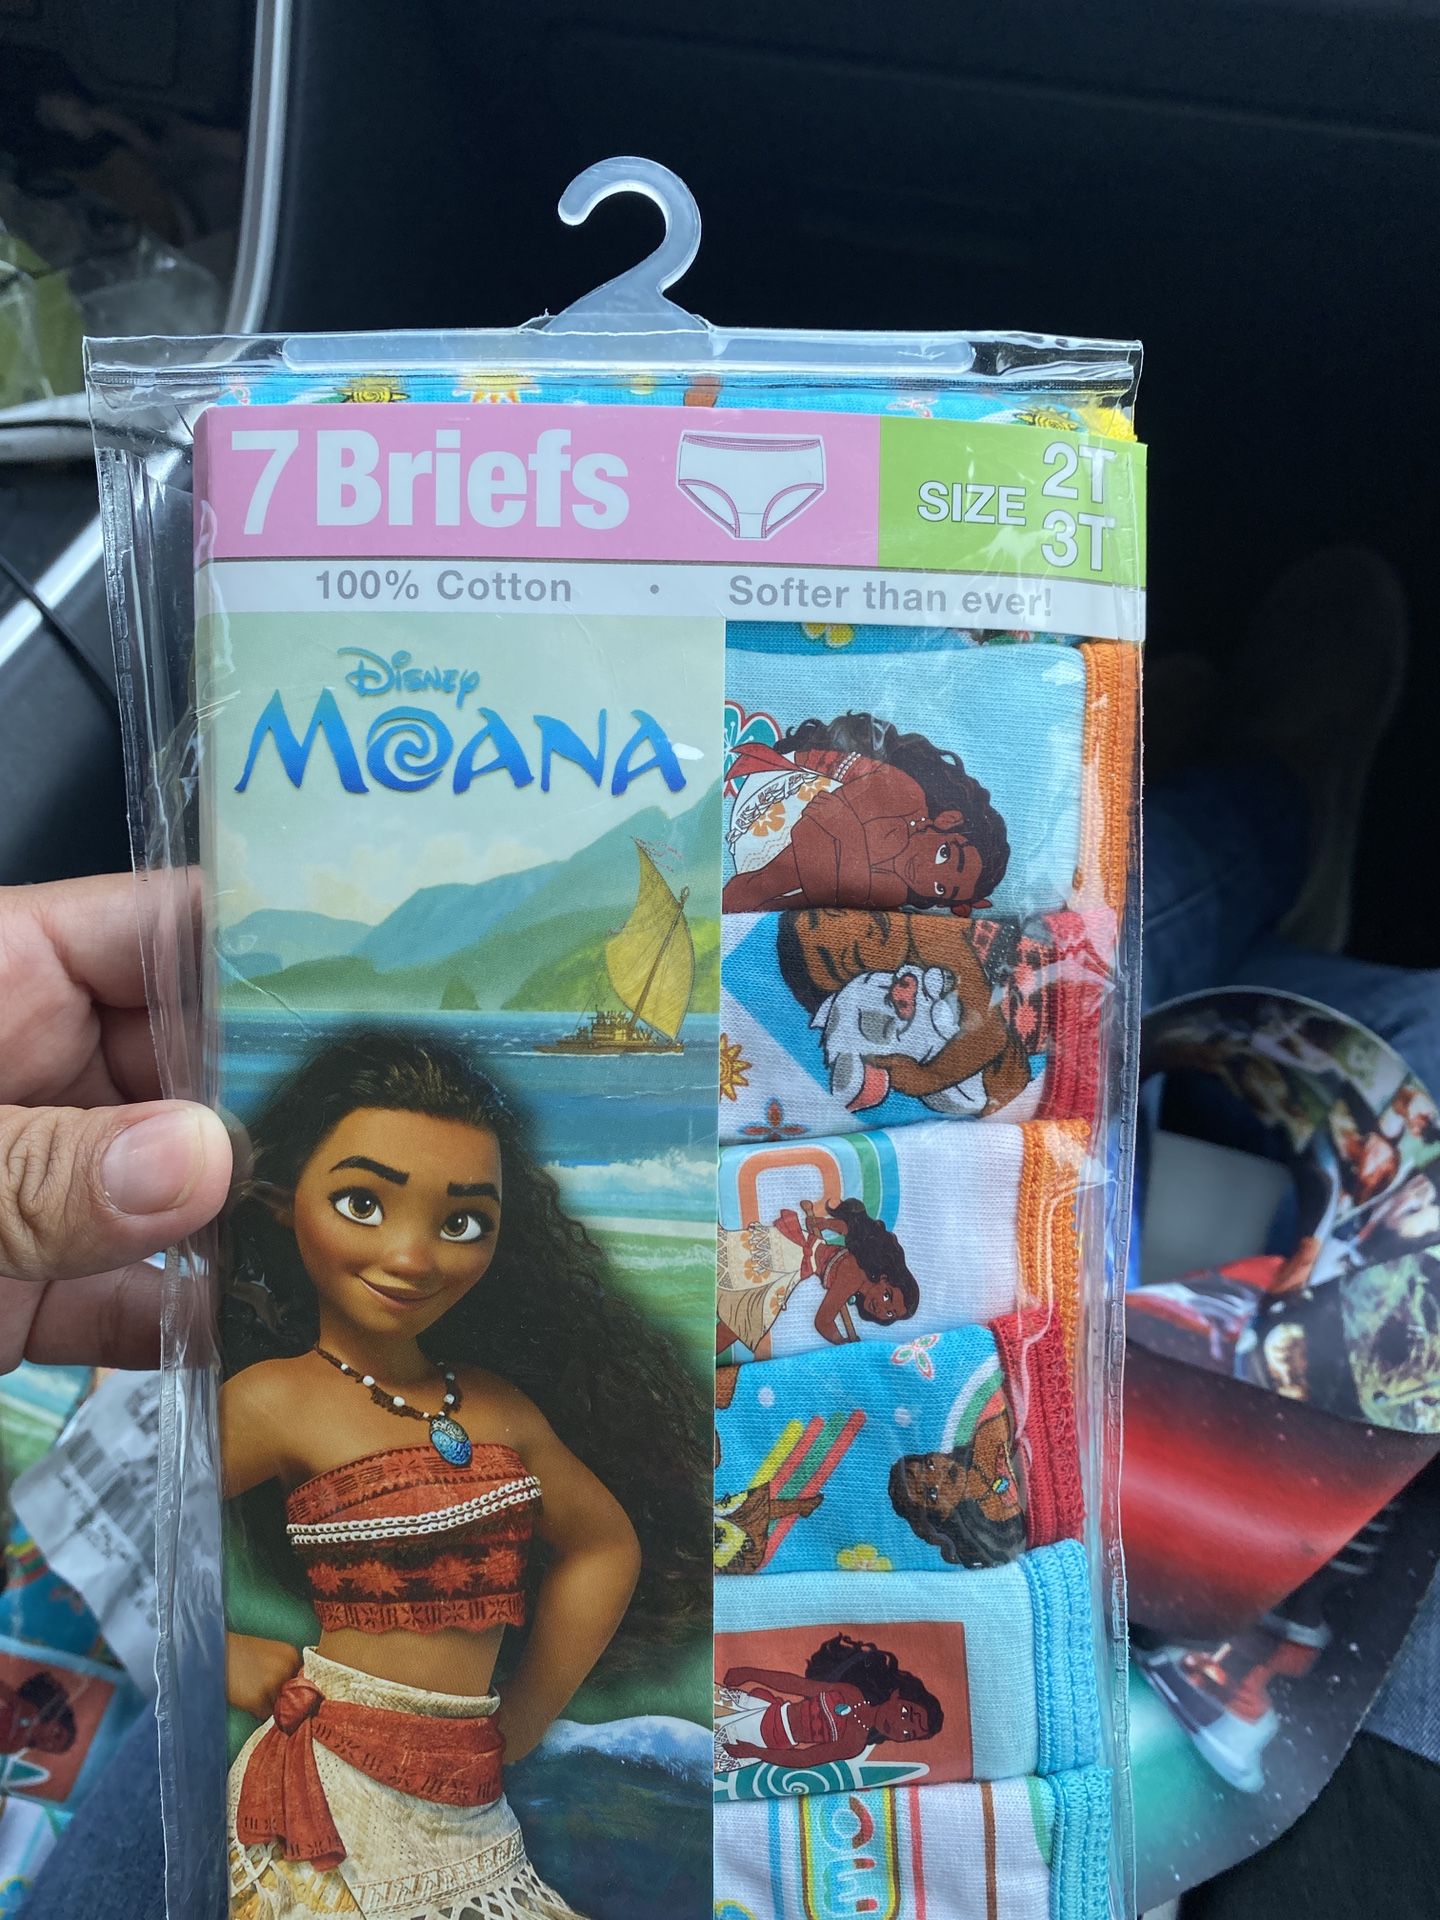 7 Briefs
SIZE 2T
3T
100% Cotton • Softer than ever!
Disney
MOANA